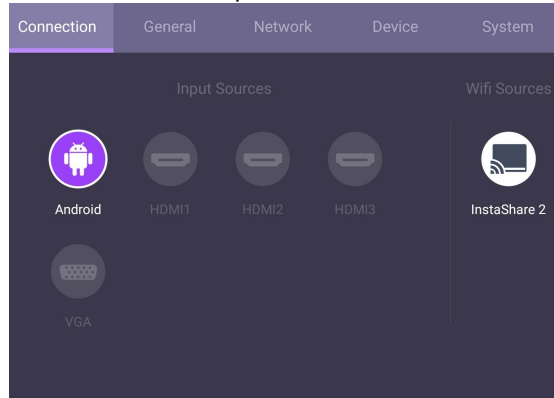 Connection General Network Device System
Input Sources Wifi Sources
Android HDMI1 HDMI2 HDMI3 InstaShare 2
VGA